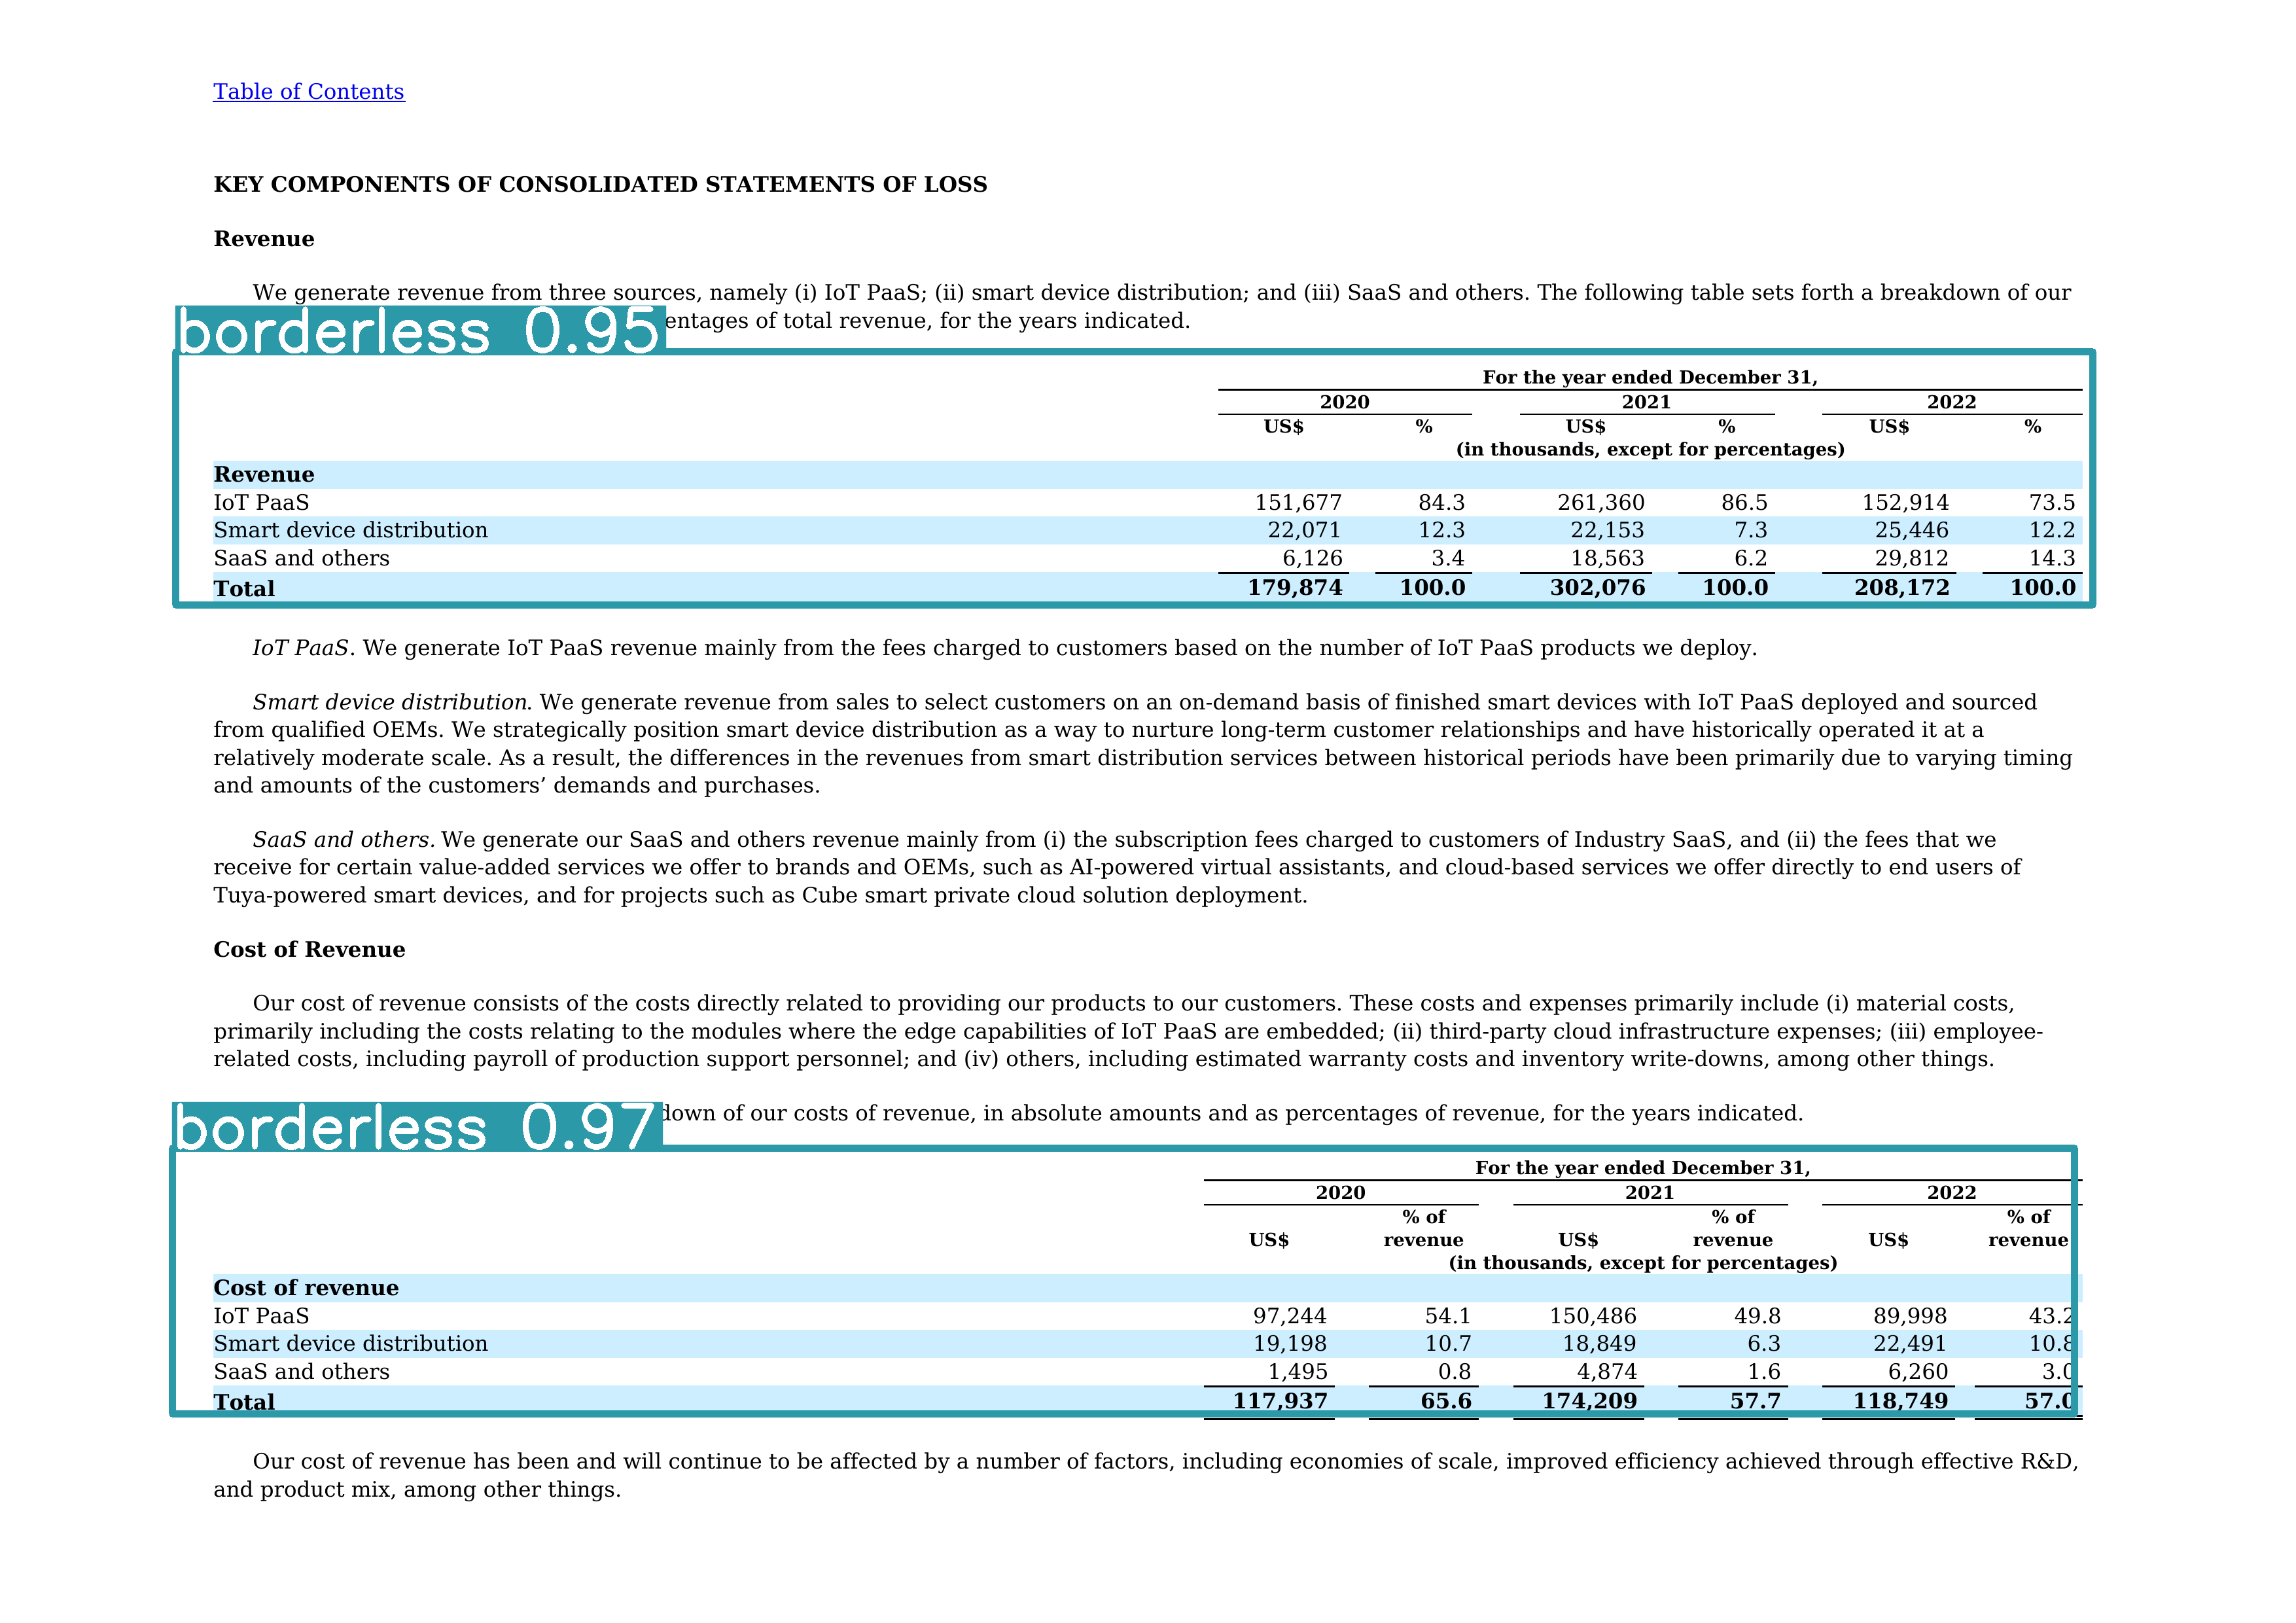 Table of Contents
KEY COMPONENTS OF CONSOLIDATED STATEMENTS OF LOSS
Revenue
We generate revenue from three sources, namely (i) IoT PaaS; (ii) smart device distribution; and (iii) SaaS and others. The following table sets forth a breakdown of our
borderless 0.95 entages of total revenue, for the years indicated.
For the year ended December 31,
2020 2021 2022
US$ % US$ % US$ %
(in thousands, except for percentages)
Revenue
IoT PaaS 151,677 84.3 261,360 86.5 152,914 73.5
Smart device distribution 22,071 12.3 22,153 7.3 25,446 12.2
SaaS and others 6,126 3.4 18,563 6.2 29,812 14.3
Total 179,874 100.0 302,076 100.0 208,172 100.0
IoT PaaS. We generate IoT PaaS revenue mainly from the fees charged to customers based on the number of IoT PaaS products we deploy.
Smart device distribution. We generate revenue from sales to select customers on an on-demand basis of finished smart devices with IoT PaaS deployed and sourced
from qualified OEMs. We strategically position smart device distribution as a way to nurture long-term customer relationships and have historically operated it at a
relatively moderate scale. As a result, the differences in the revenues from smart distribution services between historical periods have been primarily due to varying timing
and amounts of the customers’ demands and purchases.
SaaS and others. We generate our SaaS and others revenue mainly from (i) the subscription fees charged to customers of Industry SaaS, and (ii) the fees that we
receive for certain value-added services we offer to brands and OEMs, such as AI-powered virtual assistants, and cloud-based services we offer directly to end users of
Tuya-powered smart devices, and for projects such as Cube smart private cloud solution deployment.
Cost of Revenue
Our cost of revenue consists of the costs directly related to providing our products to our customers. These costs and expenses primarily include (i) material costs,
primarily including the costs relating to the modules where the edge capabilities of IoT PaaS are embedded; (ii) third-party cloud infrastructure expenses; (iii) employee-
related costs, including payroll of production support personnel; and (iv) others, including estimated warranty costs and inventory write-downs, among other things.
borderless 0.97 down of our costs of revenue, in absolute amounts and as percentages of revenue, for the years indicated.
For the year ended December 31,
2020 2021 2022
% of % of % of
US$ revenue US$ revenue US$ revenue
(in thousands, except for percentages)
Cost of revenue
IoT PaaS 97,244 54.1 150,486 49.8 89,998 43.2
Smart device distribution 19,198 10.7 18,849 6.3 22,491 10.8
SaaS and others 1,495 0.8 4,874 1.6 6,260 3.0
Total 117,937 65.6 174,209 57.7 118,749 57.0
Our cost of revenue has been and will continue to be affected by a number of factors, including economies of scale, improved efficiency achieved through effective R&D,
and product mix, among other things.